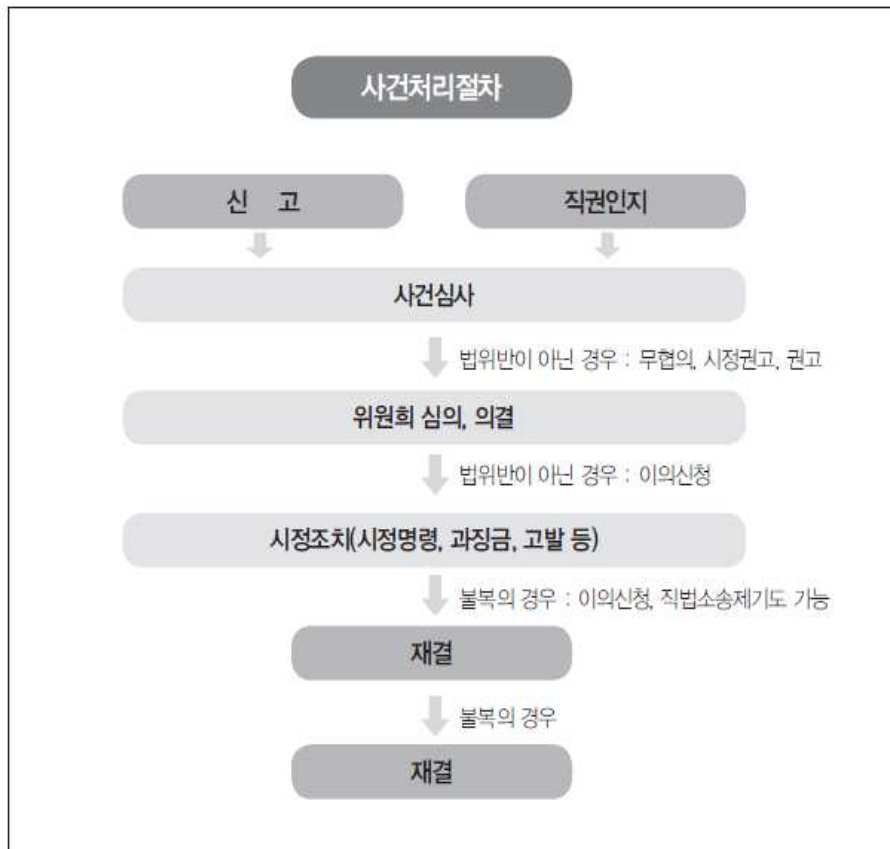 사건처리절차
신 고
직권인지
사건심사
법위반이 아닌 경우 : 무협의, 시정권고, 권고
위원회 심의, 의결
법위반이 아닌 경우 : 이의신청
시정조치(시정명령, 과징금, 고발 등)
불복의 경우 : 이의신청, 직법소송제기도 가능
재결
불복의 경우
재결